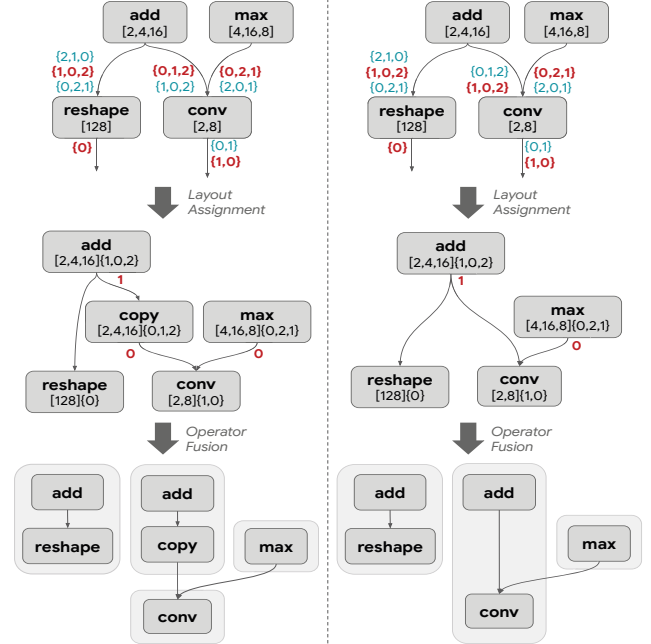 add
[2,4,16]
max
[4,16,8]
{2,1,0}
{1,0,2}
{0,2,1}
{0,1,2}
{1,0,2}
{0,2,1}
{2,0,1}
reshape
[128]
conv
[2,8]
{0}
{0,1}
{1,0}
Layout
Assignment
add
[2,4,16]{1,0,2}
1
copy
[2,4,16]{0,1,2}
max
[4,16,8]{0,2,1}
0
0
reshape
[128]{0}
conv
[2,8]{1,0}
Operator
Fusion
add
add
reshape
copy
max
conv
add
[2,4,16]
max
[4,16,8]
{2,1,0}
{1,0,2}
{0,2,1}
{0,1,2}
{1,0,2}
{0,2,1}
{2,0,1}
reshape
[128]
conv
[2,8]
{0}
{0,1}
{1,0}
Layout
Assignment
add
[2,4,16]{1,0,2}
1
max
[4,16,8]{0,2,1}
0
reshape
[128]{0}
conv
[2,8]{1,0}
Operator
Fusion
add
add
reshape
max
conv